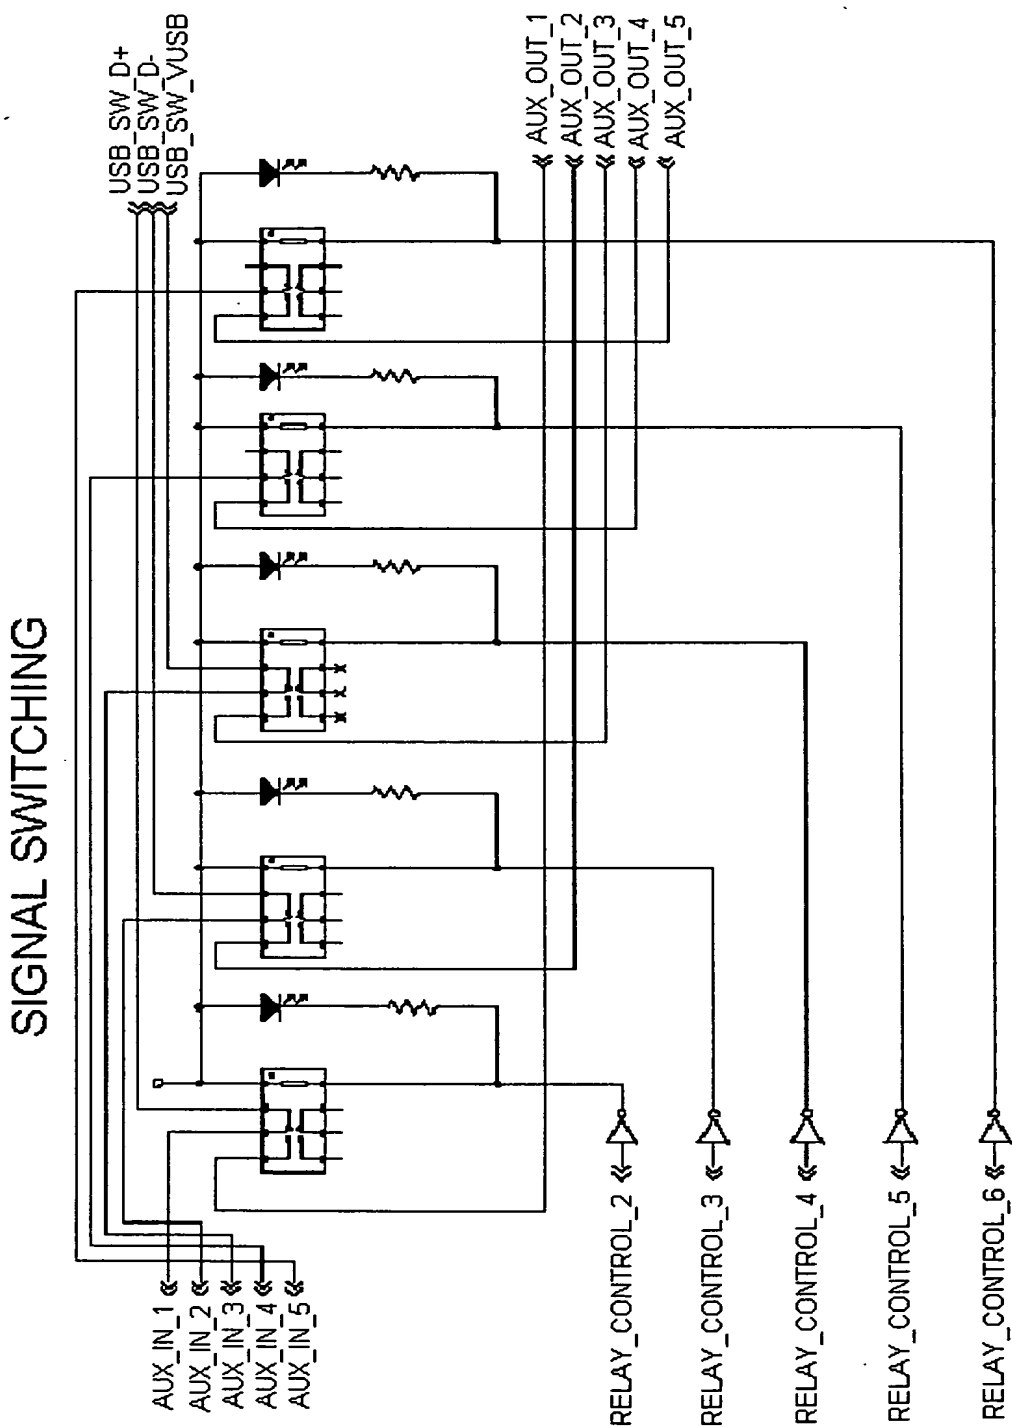 SIGNAL SWITCHING
USB_SW_D+
USB_SW_D-
USB_SW_VUSB
AUX_IN_1
AUX_IN_2
AUX_IN_3
AUX_IN_4
AUX_IN_5
AUX_OUT_1
AUX_OUT_2
AUX_OUT_3
AUX_OUT_4
AUX_OUT_5
RELAY_CONTROL_2
RELAY_CONTROL_3
RELAY_CONTROL_4
RELAY_CONTROL_5
RELAY_CONTROL_6